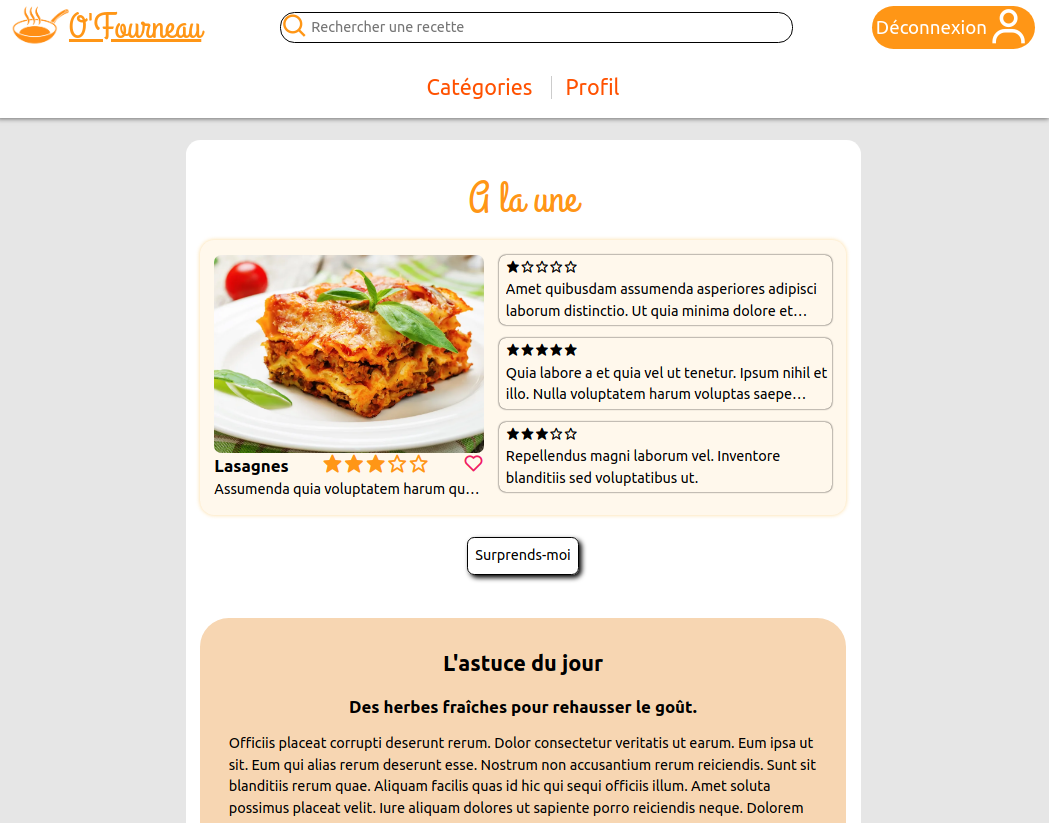 O'Fourneau
Rechercher une recette
Déconnexion
Catégories
Profil
A la une
Lasagnes
Assumenda quia voluptatem harum qu…
Amet quibusdam assumenda asperiores adipisci
laborum distinctio. Ut quia minima dolore et…
Quia labore a et quia vel ut tenetur. Ipsum nihil et
illo. Nulla voluptatem harum voluptas saepe…
Repellendus magni laborum vel. Inventore
blanditiis sed voluptatibus ut.
Surprends-moi
L'astuce du jour
Des herbes fraîches pour rehausser le goût.
Officiis placeat corrupti deserunt rerum. Dolor consectetur veritatis ut earum. Eum ipsa ut
sit. Eum qui alias rerum deserunt esse. Nostrum non accusantium rerum reiciendis. Sunt sit
blanditiis rerum quae. Aliquam facilis quas id hic qui sequi officiis illum. Amet soluta
possimus placeat velit. Iure aliquam dolores ut sapiente porro reiciendis neque. Dolorem